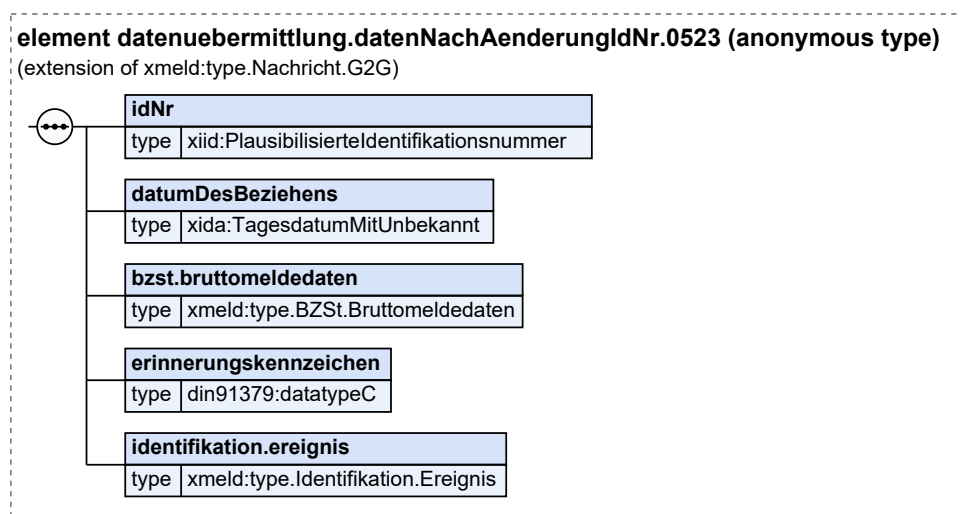 element datenuebermittlung.datenNachAenderungIdNr.0523 (anonymous type)
(extension of xmeld:type.Nachricht.G2G)
idNr
type xiid:PlausibilisierteIdentifikationsnummer
datumDesBeziehens
type xida:TagesdatumMitUnbekannt
bzst.bruttomeldedaten
type xmeld:type.BZSt.Bruttomeldedaten
erinnerungskennzeichen
type din91379:datatypeC
identifikation.ereignis
type xmeld:type.Identifikation.Ereignis